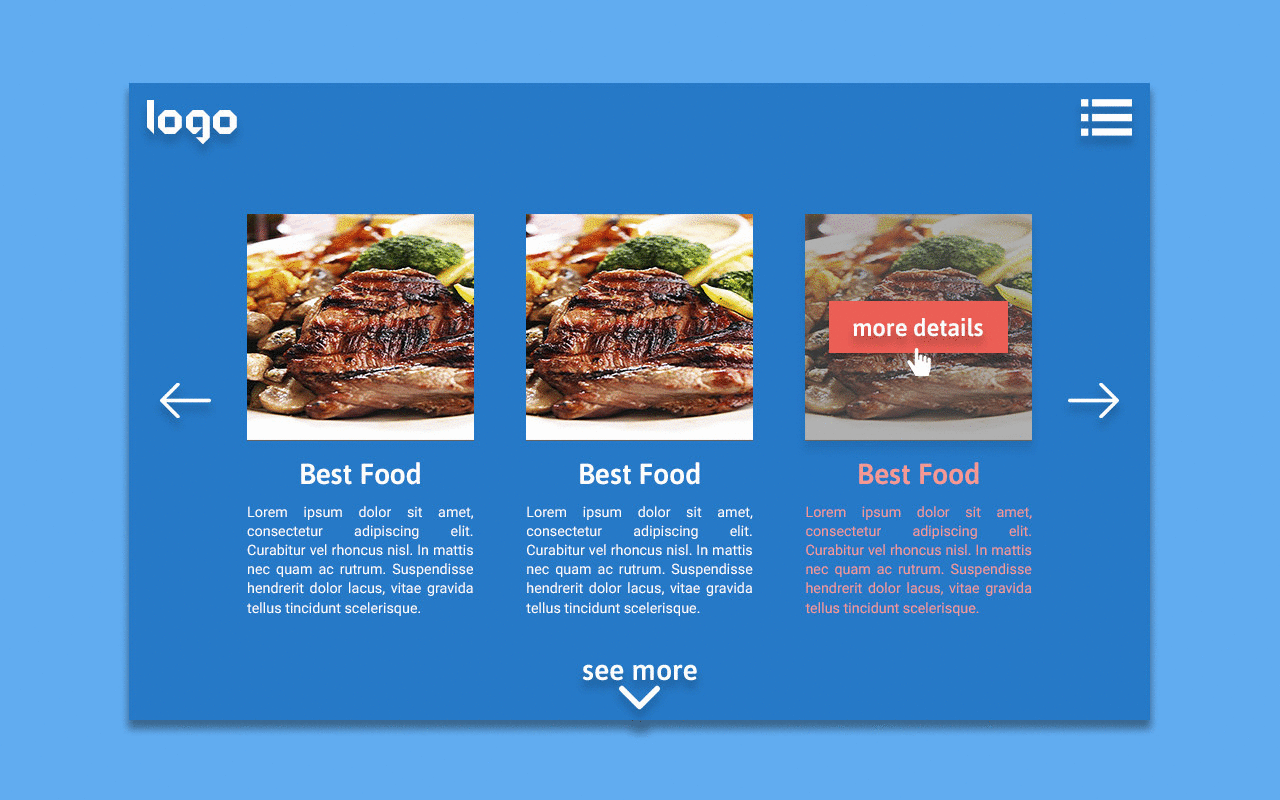 logo
more details
Best Food
Lorem ipsum dolor sit amet,
consectetur adipiscing elit.
Curabitur vel rhoncus nisl. In mattis
nec quam ac rutrum. Suspendisse
hendrerit dolor lacus, vitae gravida
tellus tincidunt scelerisque.
Best Food
Lorem ipsum dolor sit amet,
consectetur adipiscing elit.
Curabitur vel rhoncus nisl. In mattis
nec quam ac rutrum. Suspendisse
hendrerit dolor lacus, vitae gravida
tellus tincidunt scelerisque.
Best Food
Lorem ipsum dolor sit amet,
consectetur adipiscing elit.
Curabitur vel rhoncus nisl. In mattis
nec quam ac rutrum. Suspendisse
hendrerit dolor lacus, vitae gravida
tellus tincidunt scelerisque.
see more